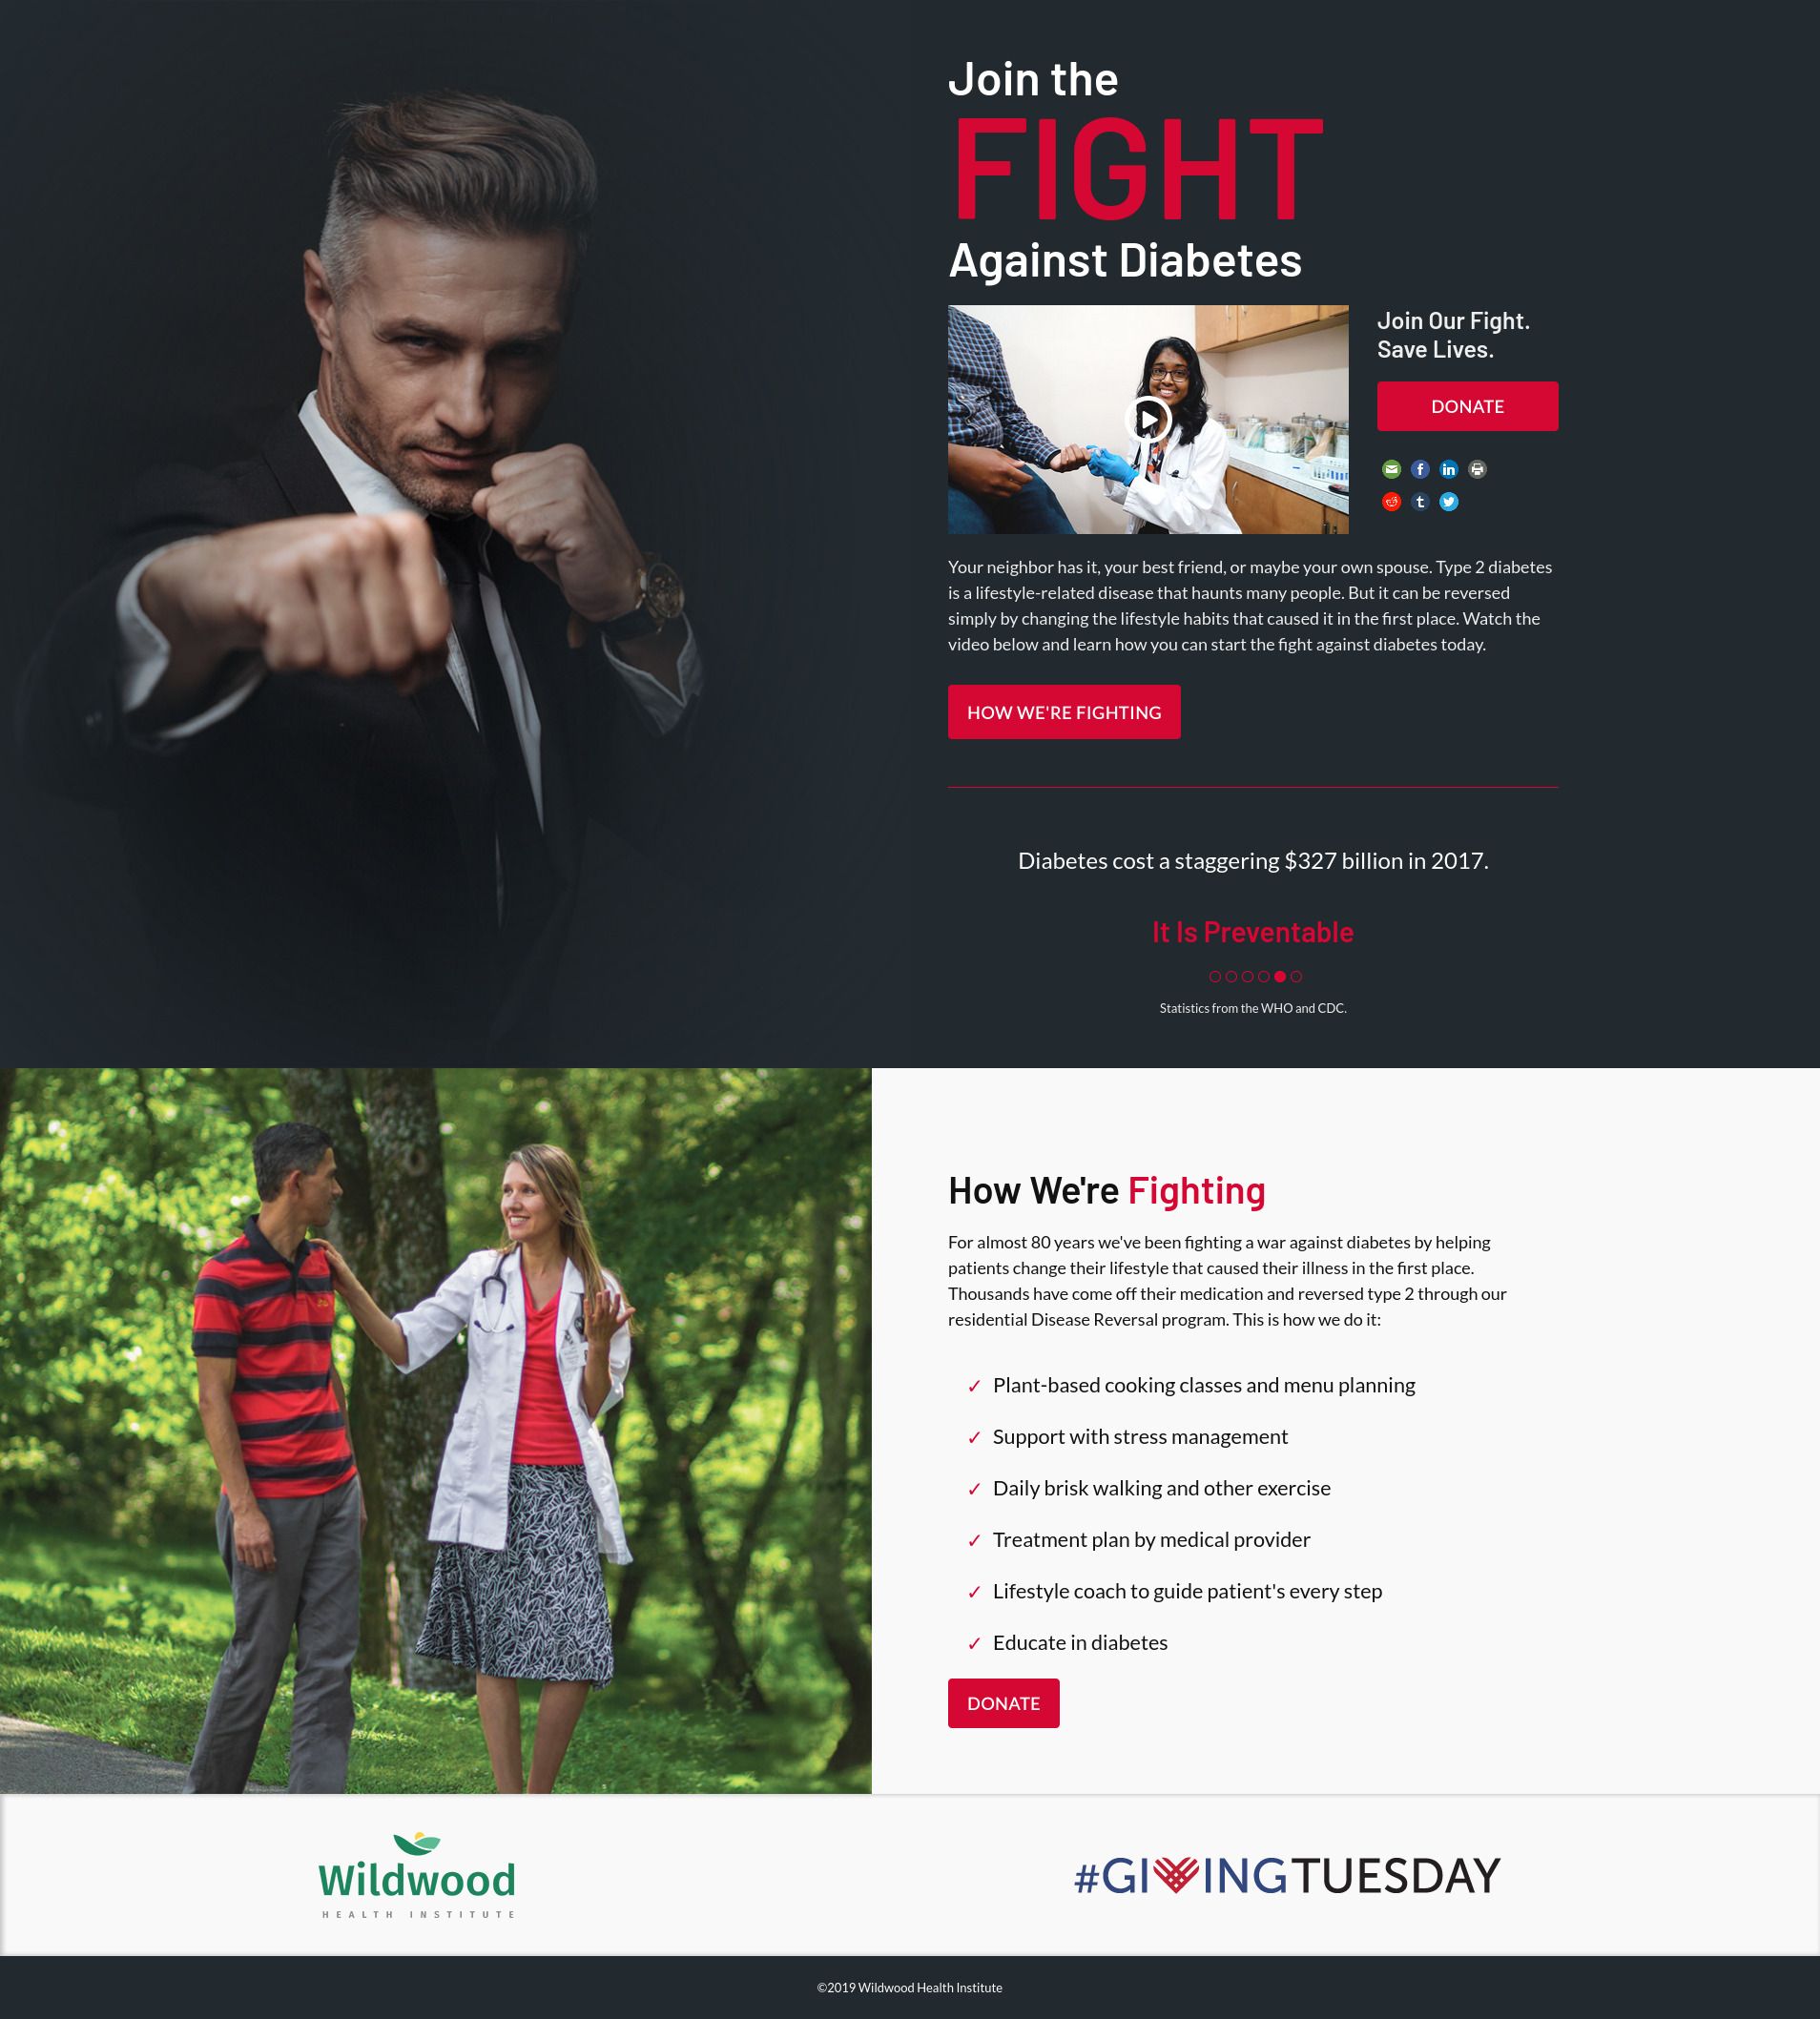 Join the
FIGHT
Against Diabetes
Join Our Fight.
Save Lives.
DONATE
Your neighbor has it, your best friend, or maybe your own spouse. Type 2 diabetes
is a lifestyle-related disease that haunts many people. But it can be reversed
simply by changing the lifestyle habits that caused it in the first place. Watch the
video below and learn how you can start the fight against diabetes today.
HOW WE'RE FIGHTING
Diabetes cost a staggering $327 billion in 2017.
It Is Preventable
Statistics from the WHO and CDC.
How We're Fighting
For almost 80 years we've been fighting a war against diabetes by helping
patients change their lifestyle that caused their illness in the first place.
Thousands have come off their medication and reversed type 2 through our
residential Disease Reversal program. This is how we do it:
✓ Plant-based cooking classes and menu planning
✓ Support with stress management
✓ Daily brisk walking and other exercise
✓ Treatment plan by medical provider
✓ Lifestyle coach to guide patient's every step
✓ Educate in diabetes
DONATE
Wildwood
HEALTH INSTITUTE
#GIVINGTUESDAY
©2019 Wildwood Health Institute